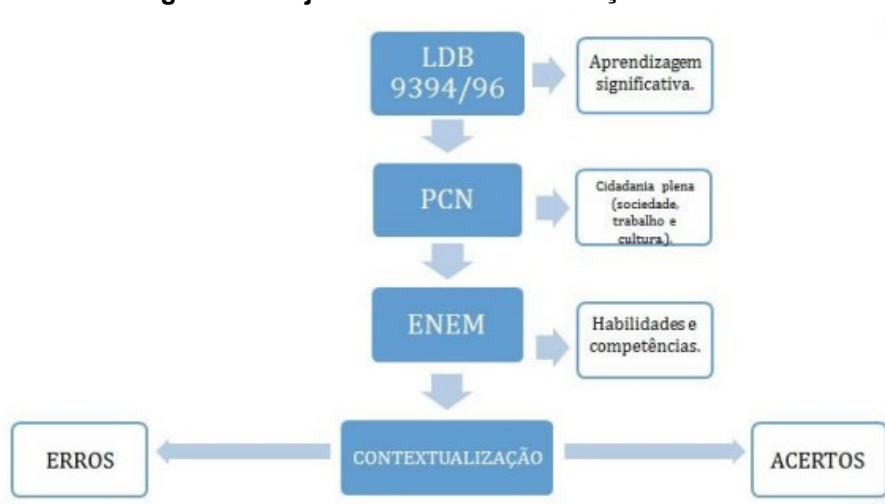 LDB
9394/96
Aprendizagem
significativa.
PCN
Cidadania plena
(sociedade,
trabalho e
cultura).
ENEM
Habilidades e
competências.
ERROS
CONTEXTUALIZAÇÃO
ACERTOS